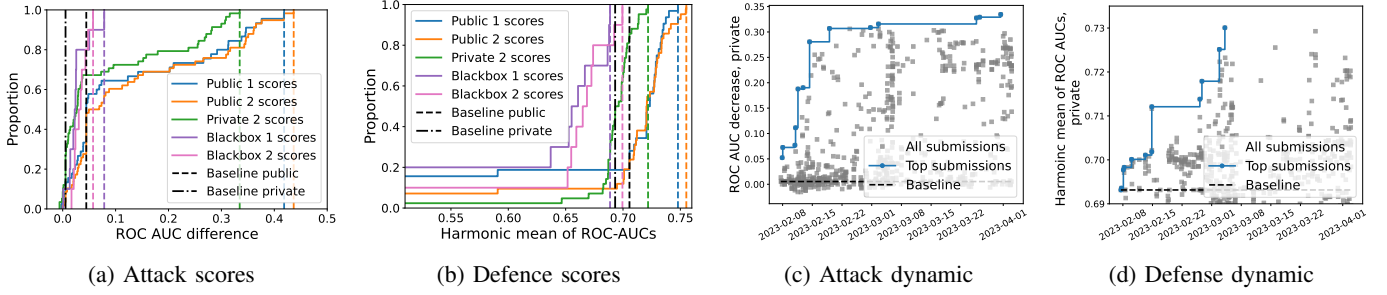 1.0
0.8
0.6
0.4
0.2
0.0
Proportion
0.0
0.1
0.2
0.3
0.4
0.5
ROC AUC difference
Public 1 scores
Public 2 scores
Private 2 scores
Blackbox 1 scores
Blackbox 2 scores
Baseline public
Baseline private
(a) Attack scores
1.0
0.8
0.6
0.4
0.2
0.0
Proportion
0.55
0.60
0.65
0.70
0.75
Harmonic mean of ROC-AUCs
Public 1 scores
Public 2 scores
Private 2 scores
Blackbox 1 scores
Blackbox 2 scores
Baseline public
Baseline private
(b) Defence scores
0.35
0.30
0.25
0.20
0.15
0.10
0.05
0.00
ROC AUC decrease, private
2023-02-08
2023-02-15
2023-02-22
2023-03-01
2023-03-08
2023-03-15
2023-03-22
2023-04-01
All submissions
Top submissions
Baseline
(c) Attack dynamic
0.73
0.72
0.71
0.70
0.69
Harmoinc mean of ROC AUCs,
private
2023-02-08
2023-02-15
2023-02-22
2023-03-01
2023-03-08
2023-03-15
2023-03-22
2023-04-01
All submissions
Top submissions
Baseline
(d) Defense dynamic